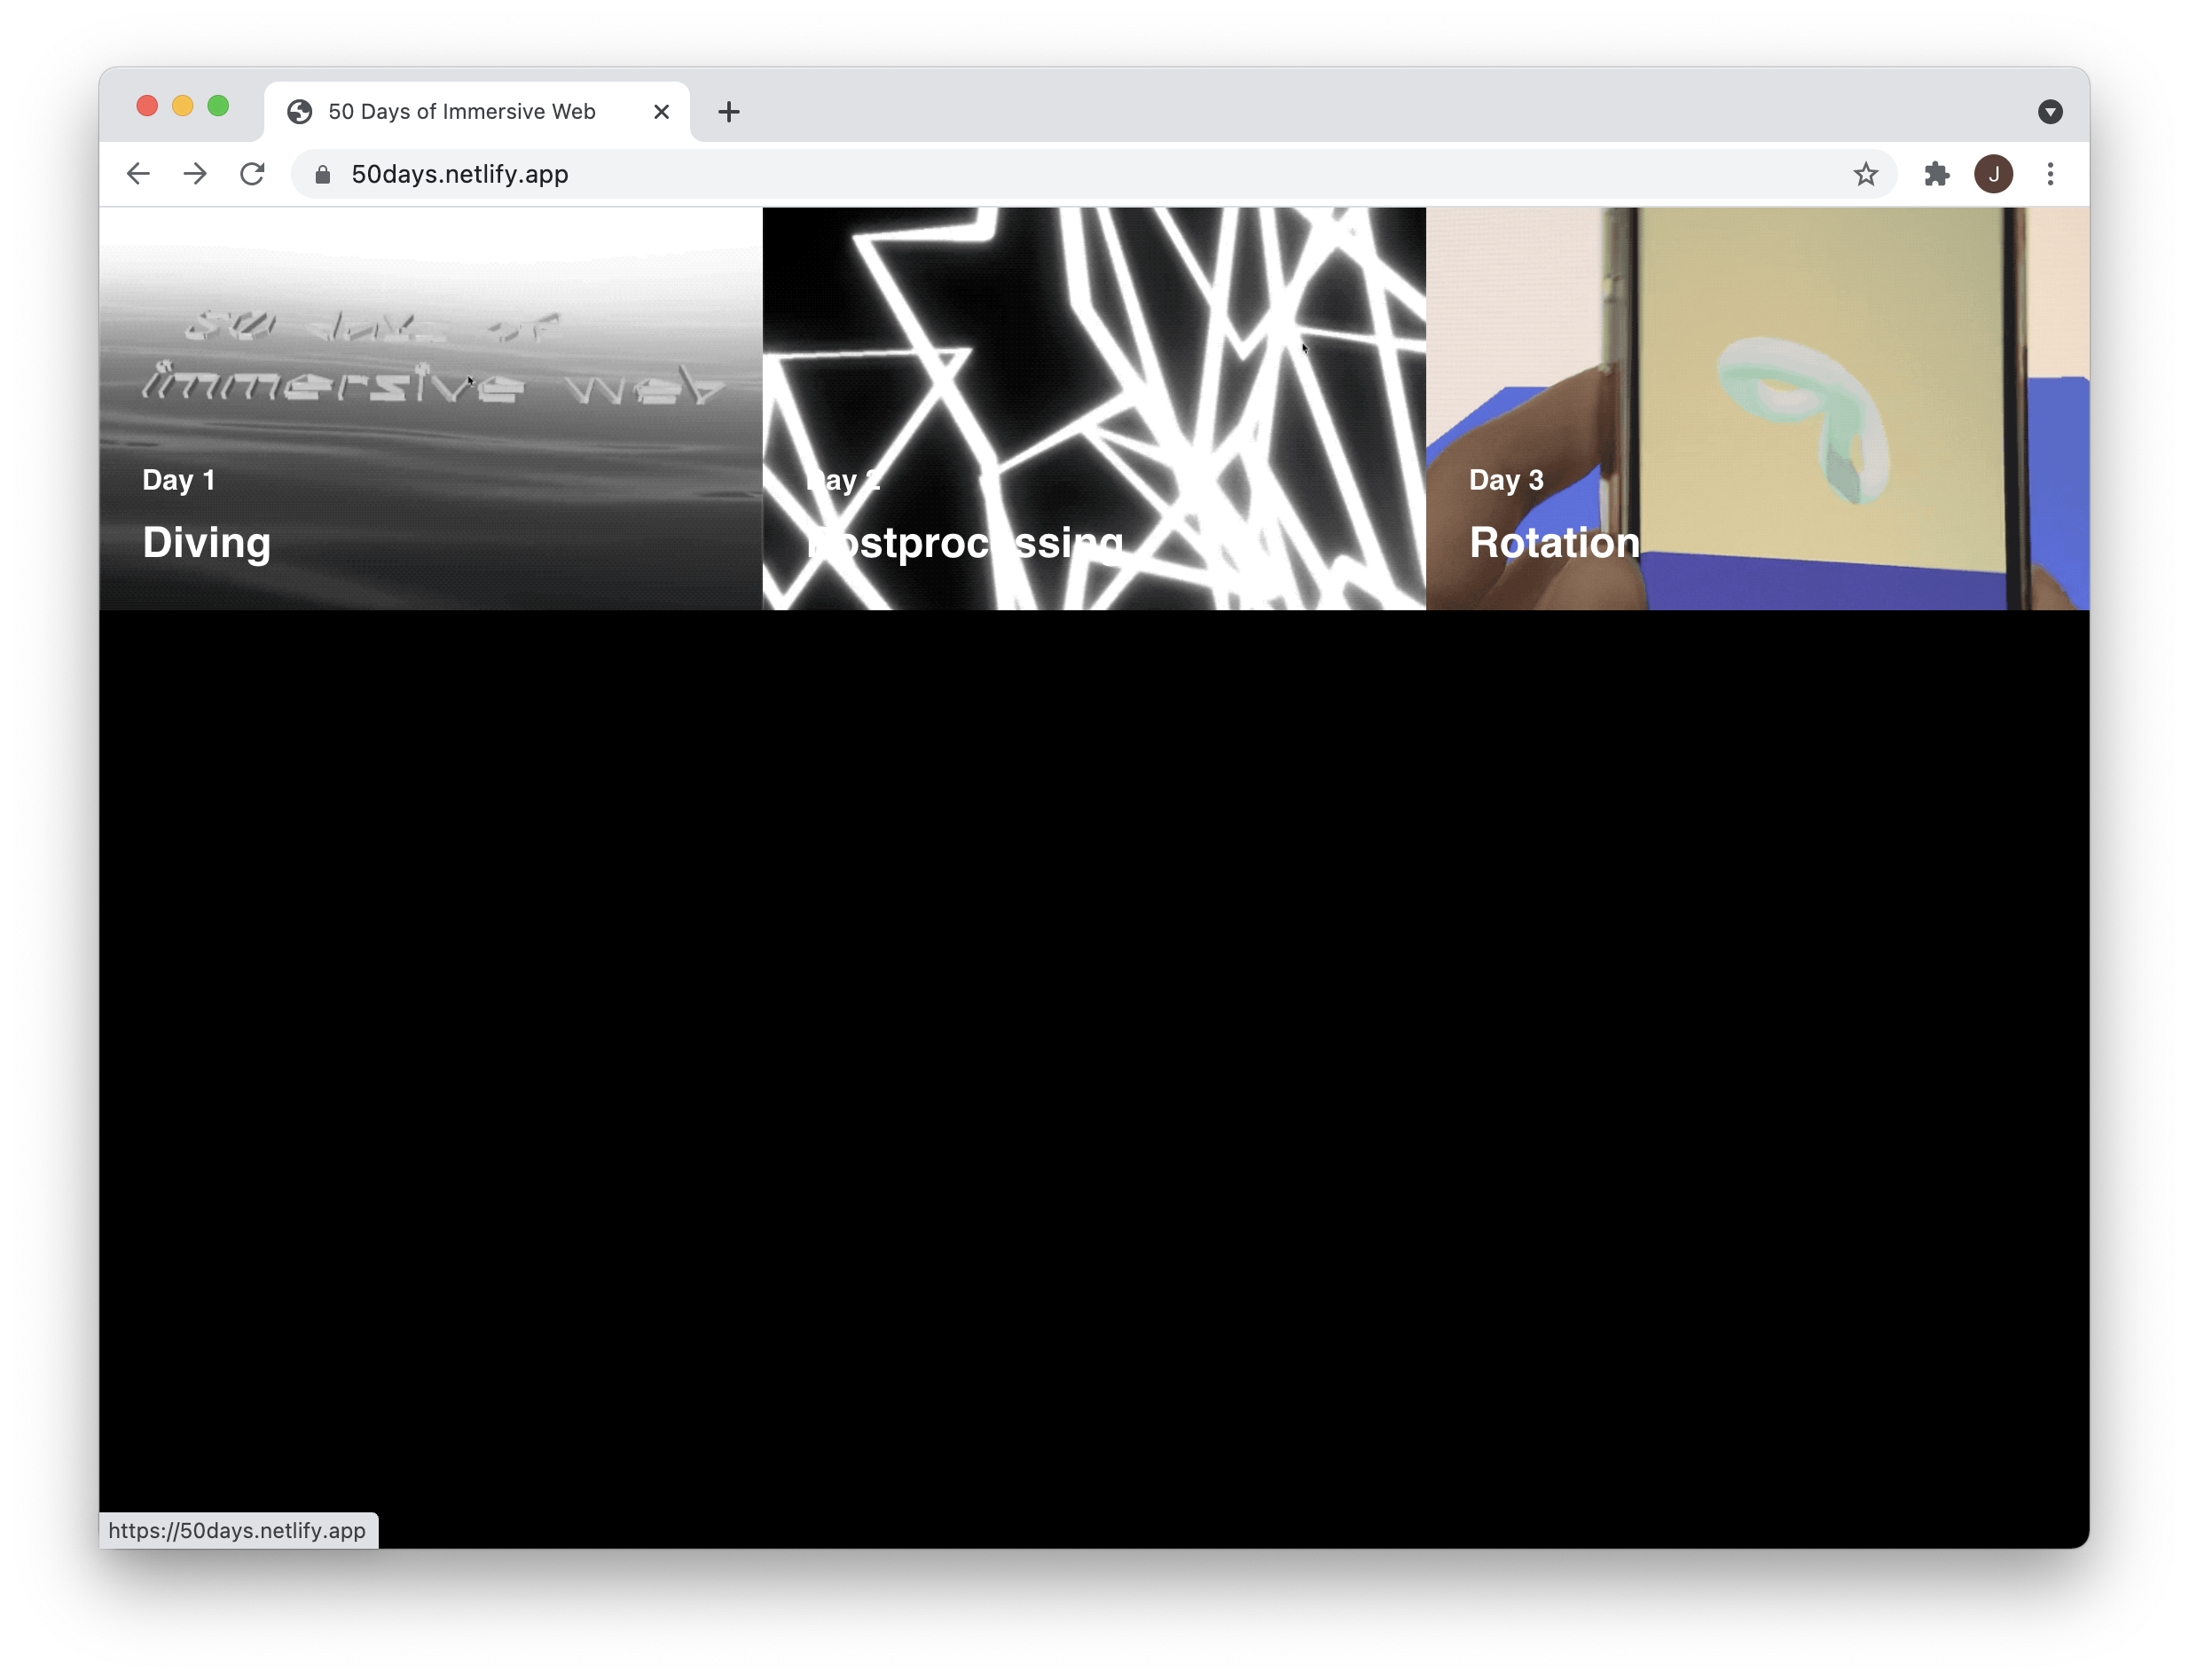 50 Days of Immersive Web
50days.netlify.app
J
50 days of
immersive web
Day 1
Diving
Day 2
Postprocessing
Day 3
Rotation
https://50days.netlify.app